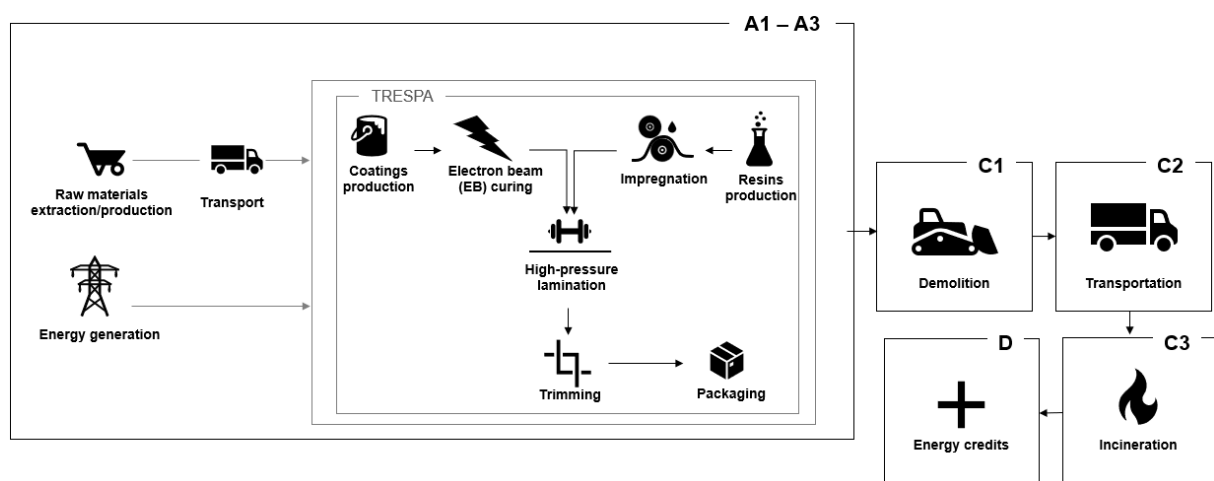 A1 – A3
TRESPA
Coatings
production
Electron beam
(EB) curing
Impregnation
Resins
production
Raw materials
extraction/production
Transport
High-pressure
lamination
Energy generation
Trimming
Packaging
C1
Demolition
C2
Transportation
D
Energy credits
C3
Incineration